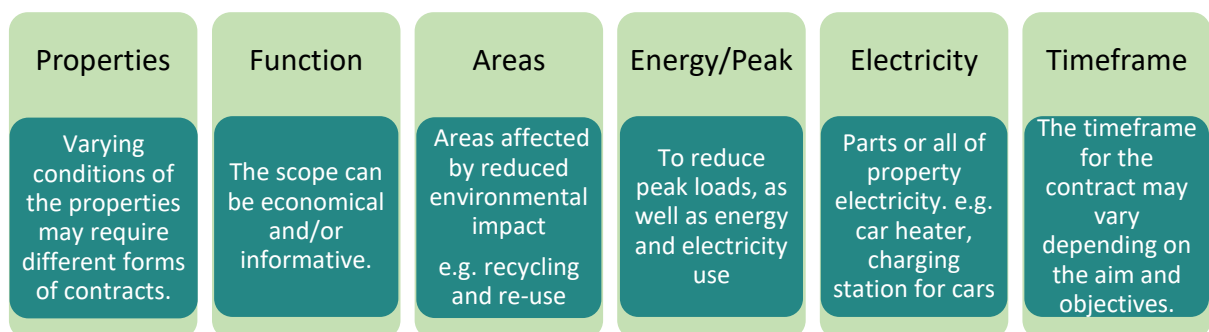 Properties
Varying
conditions of
the properties
may require
different forms
of contracts.
Function
The scope can
be economical
and/or
informative.
Areas
Areas affected
by reduced
environmental
impact
e.g. recycling
and re-use
Energy/Peak
To reduce
peak loads, as
well as energy
and electricity
use
Electricity
Parts or all of
property
electricity. e.g.
car heater,
charging
station for cars
Timeframe
The timeframe
for the
contract may
vary
depending on
the aim and
objectives.